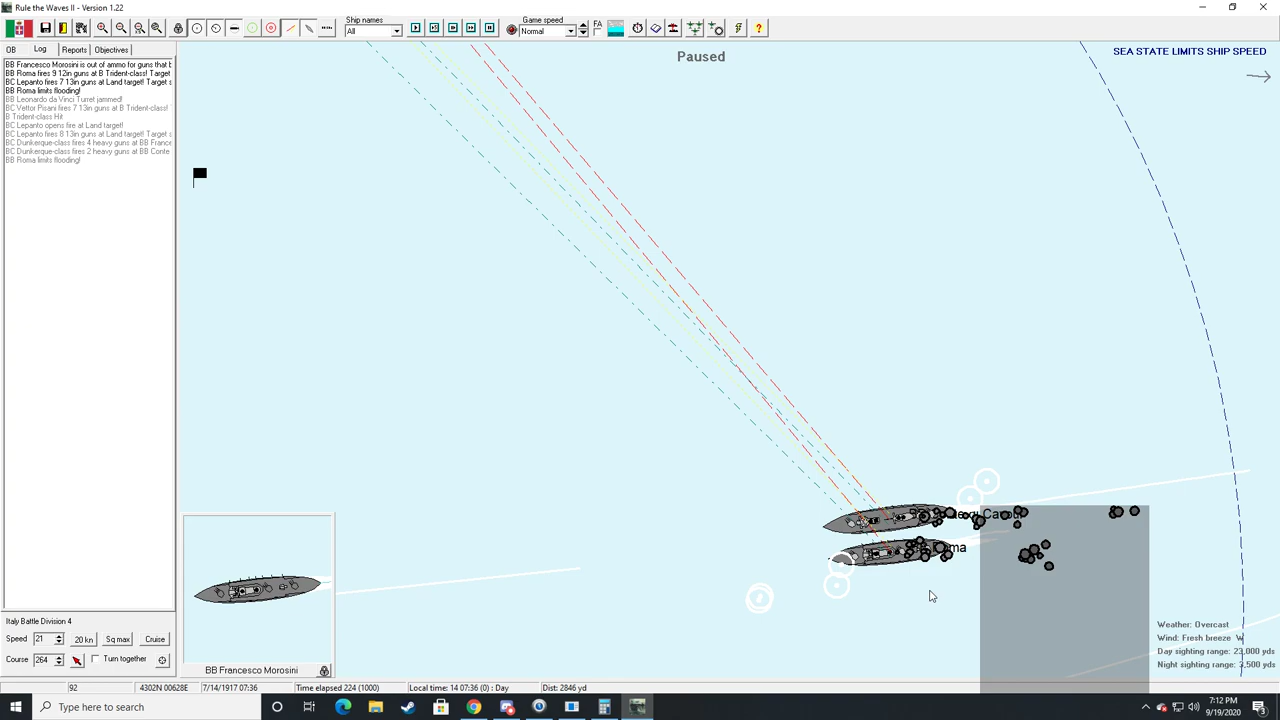 Rule the Waves II - Version 1.22
Ship names
All
Game speed
Normal
FA
OB Log Reports Objectives
BB Francesco Morosini is out of ammo for guns that b
BB Roma fires 9 12in guns at B Trident-class! Target
BC Lepanto fires 7 13in guns at Land target! Target s
BB Roma limits flooding!
BB Leonardo da Vinci Turret jammed!
BC Vettor Pisani fires 7 13in guns at B Trident-class!
B Trident-class Hit
BC Lepanto opens fire at Land target!
BC Lepanto fires 8 13in guns at Land target! Target s
BC Dunkerque-class fires 4 heavy guns at BB France
BC Dunkerque-class fires 2 heavy guns at BB Conte
BB Roma limits flooding!
Paused
SEA STATE LIMITS SHIP SPEED
Cavour
Roma
Weather: Overcast
Wind: Fresh breeze W
Day sighting range: 23,000 yds
Night sighting range: 3,500 yds
Italy Battle Division 4
Speed 21 20 kn Sq max Cruise
Course 264 Turn together
BB Francesco Morosini
92 4302N 00628E 7/14/1917 07:36 Time elapsed 224 (1000) Local time: 14 07:36 (0) : Day Dist: 2846 yd
Type here to search
7:12 PM
9/19/2020